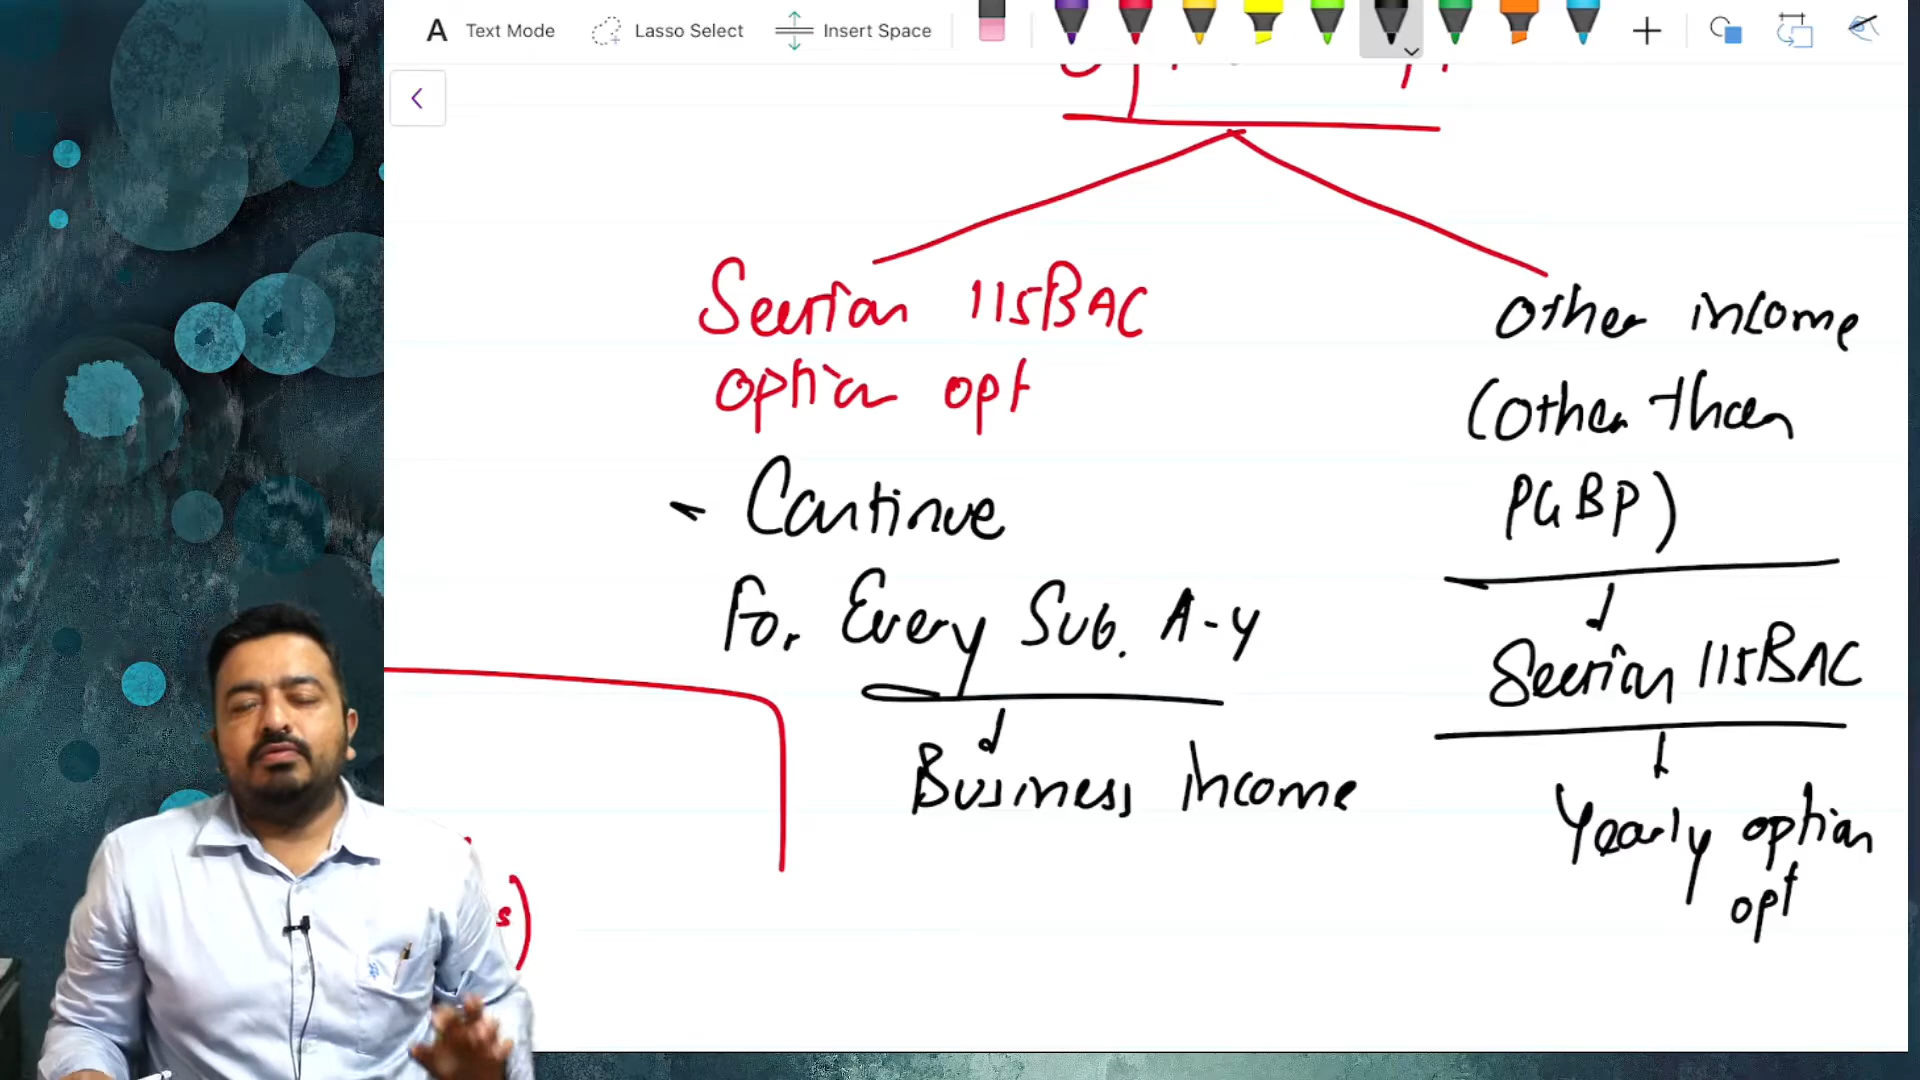 Text Mode
Lasso Select
Insert Space
Section 115BAC
option opt
- Continue
For Every Sub. A-Y
Business income
Other income
(Other than
PGBP)
Section 115BAC
Yearly option
opt
s)